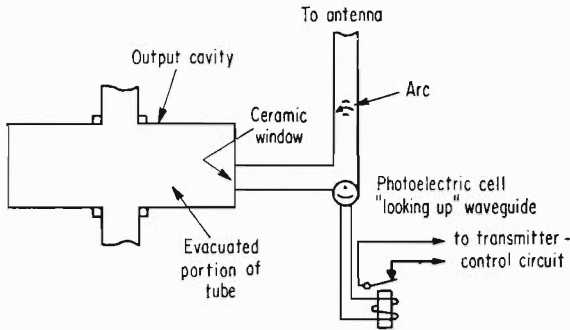 To antenna
Output cavity
Arc
Ceramic
window
Photoelectric cell
"looking up" waveguide
Evacuated
portion of
tube
to transmitter-
control circuit